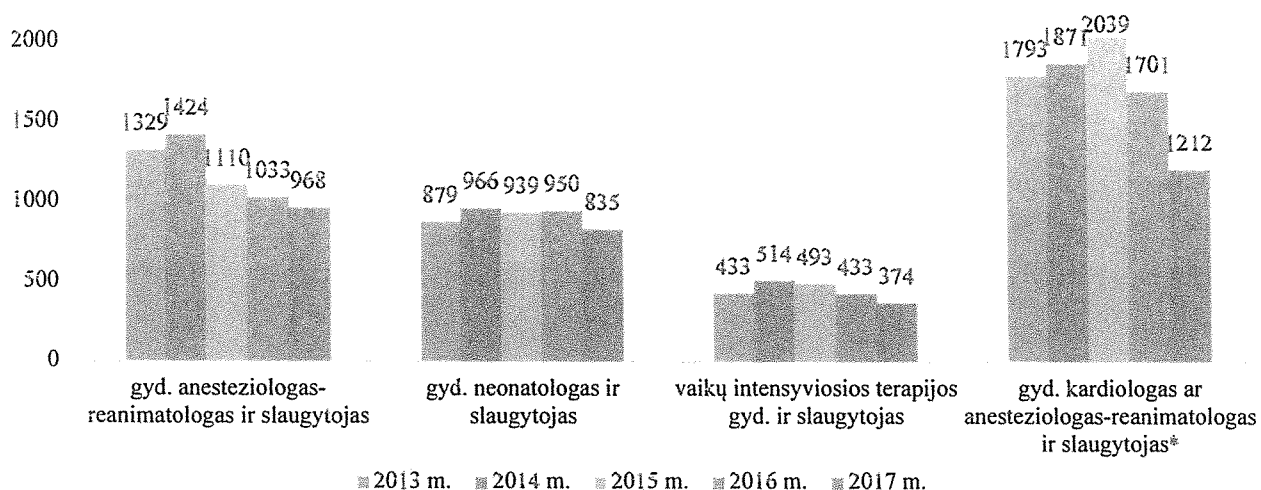 2000
1500
1000
500
0
1329
1424
1110
1033
968
879
966
939
950
835
433
514
493
433
374
1793
1871
2039
1701
1212
gyd. anesteziologas-
reanimatologas ir slaugytojas
gyd. neonatologas ir
slaugytojas
vaikų intensyviosios terapijos
gyd. ir slaugytojas
gyd. kardiologas ar
anesteziologas-reanimatologas
ir slaugytojas*
2013 m. 2014 m. 2015 m. 2016 m. 2017 m.